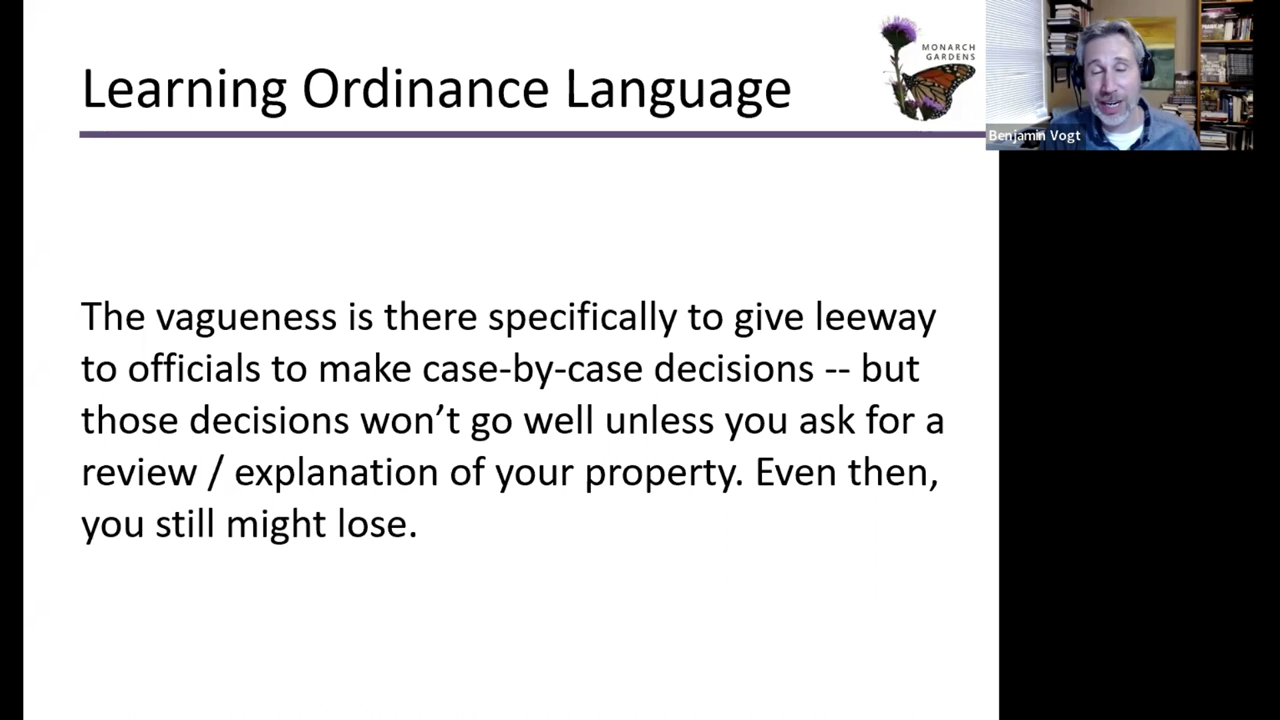 Learning Ordinance Language
MONARCH
GARDENS
Benjamin Vogt
The vagueness is there specifically to give leeway
to officials to make case-by-case decisions -- but
those decisions won’t go well unless you ask for a
review / explanation of your property. Even then,
you still might lose.